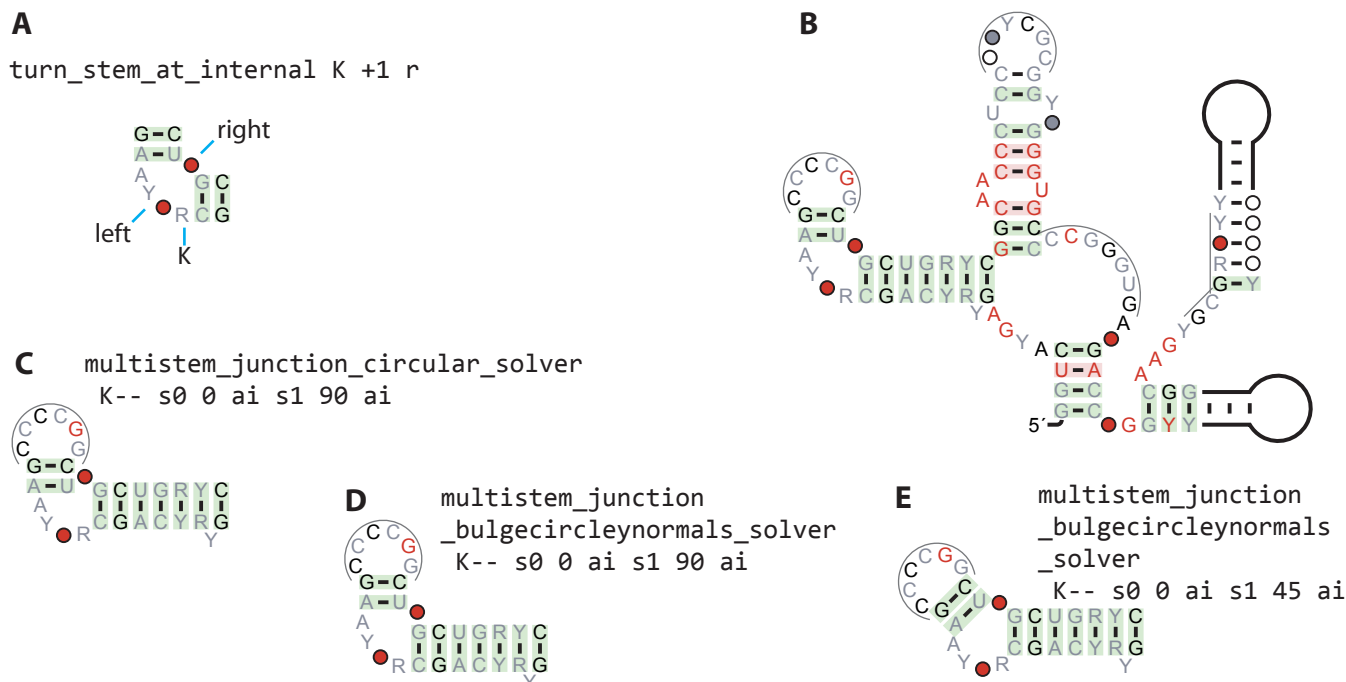 A
turn_stem_at_internal K +1 r
G C
right
A U
A
G C
Y
left
R C G
K
B
Y C G
C
C G
C G
U Y
C G
C G
C G
A U
A
C G
G C
G C C C G G G U G A
C C C C G G
G C
A U
A
A
Y
G C U G R Y C
R C G A C Y R G
Y A G Y A
C G
U A
G C
5´ G C
G G Y Y
C G G
A A G Y G C G Y
R
Y Y
C
multistem_junction_circular_solver
K-- s0 0 ai s1 90 ai
C C C C G G
G C
A U
A
A
Y
G C U G R Y C
R C G A C Y R G
Y
D
multistem_junction
_bulgecircleynormals_solver
K-- s0 0 ai s1 90 ai
C C C C G G
G C
A U
A
A
Y
G C U G R Y C
R C G A C Y R G
Y
E
multistem_junction
_bulgecircleynormals
_solver
K-- s0 0 ai s1 45 ai
C C C C G G
G C
A U
A
A
Y
G C U G R Y C
R C G A C Y R G
Y